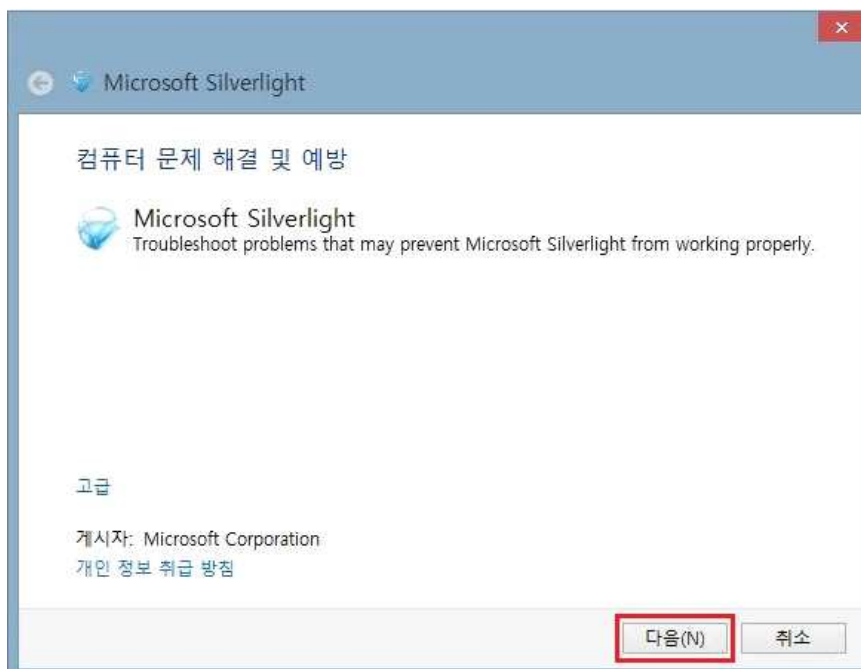 Microsoft Silverlight
컴퓨터 문제 해결 및 예방
Microsoft Silverlight
Troubleshoot problems that may prevent Microsoft Silverlight from working properly.
고급
게시자: Microsoft Corporation
개인 정보 취급 방침
다음(N)
취소